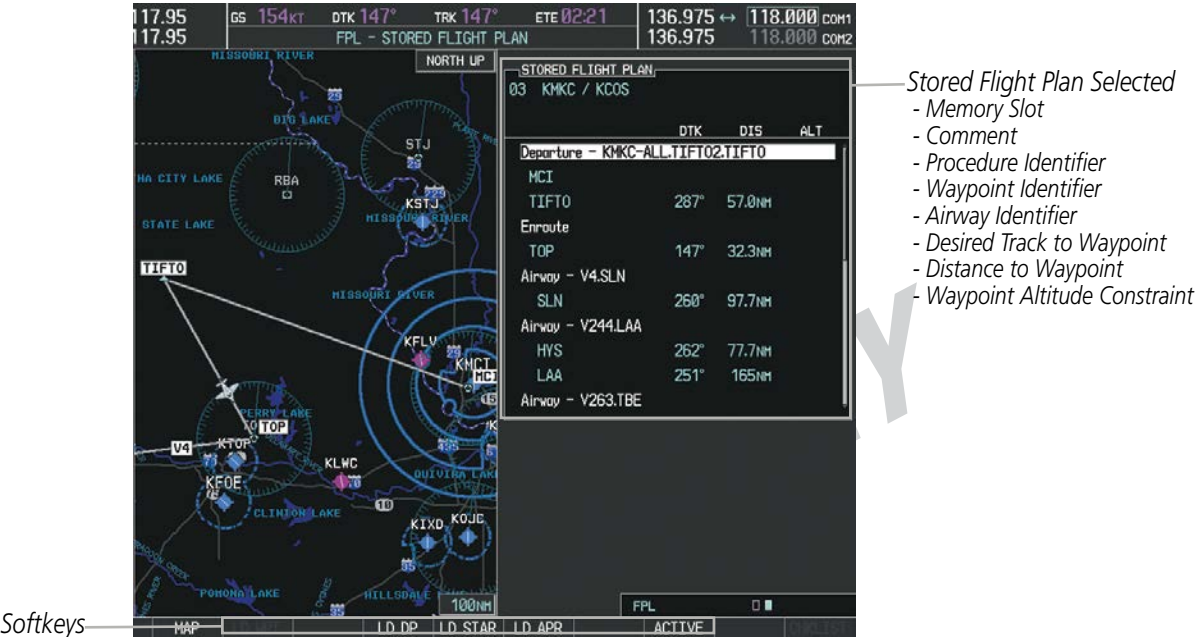 117.95 GS 154KT DTK 147° TRK 147° ETE 02:21 136.975 ↔ 118.000 COM1
117.95 FPL - STORED FLIGHT PLAN 136.975 118.000 COM2
MISSOURI RIVER
NORTH UP
BIG LAKE
STJ
RBA
HA CITY LAKE
KSTJ
MISSOURI RIVER
STATE LAKE
TIFTO
MISSOURI RIVER
KFLV
KMCI
MCI
PERRY LAKE
TOP
V4
KTOP
KLWC
QUIVIRA LAK
KFOE
CLINTON LAKE
KIXD
KOJC
POMONA LAKE
HILLSDALE
100NM
STORED FLIGHT PLAN
03 KMKC / KCOS
DTK DIS ALT
Departure - KMKC-ALL.TIFTO2.TIFTO
MCI
TIFTO 287° 57.0NM
Enroute
TOP 147° 32.3NM
Airway - V4.SLN
SLN 260° 97.7NM
Airway - V244.LAA
HYS 262° 77.7NM
LAA 251° 165NM
Airway - V263.TBE
FPL
MAP LD DP LD STAR LD APR ACTIVE
Stored Flight Plan Selected
- Memory Slot
- Comment
- Procedure Identifier
- Waypoint Identifier
- Airway Identifier
- Desired Track to Waypoint
- Distance to Waypoint
- Waypoint Altitude Constraint
Softkeys